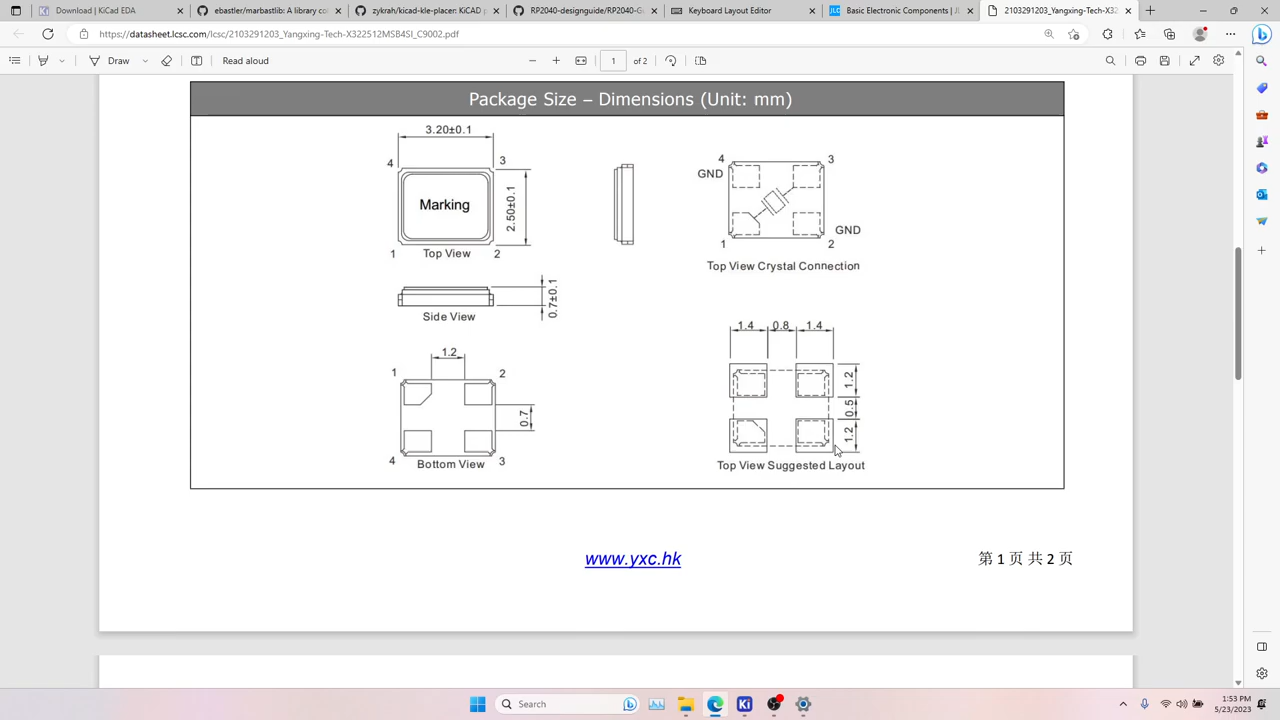 Download | KiCad EDA
ebastler/marbastlib: A library co
zykrah/kicad-kle-placer: KiCAD p
RP2040-designguide/RP2040-G
Keyboard Layout Editor
JLC
Basic Electronic Components | JL
2103291203_Yangxing-Tech-X32
https://datasheet.lcsc.com/lcsc/2103291203_Yangxing-Tech-X322512MSB4SI_C9002.pdf
Draw
Read aloud
1 of 2
Package Size – Dimensions (Unit: mm)
3.20±0.1
4
3
Marking
2.50±0.1
1
Top View
2
0.7±0.1
Side View
1.2
1
2
0.7
4
Bottom View
3
4
3
GND
GND
1
2
Top View Crystal Connection
1.4
0.8
1.4
1.2
0.5
1.2
Top View Suggested Layout
www.yxc.hk
第 1 页 共 2 页
Search
Ki
1:53 PM
5/23/2023